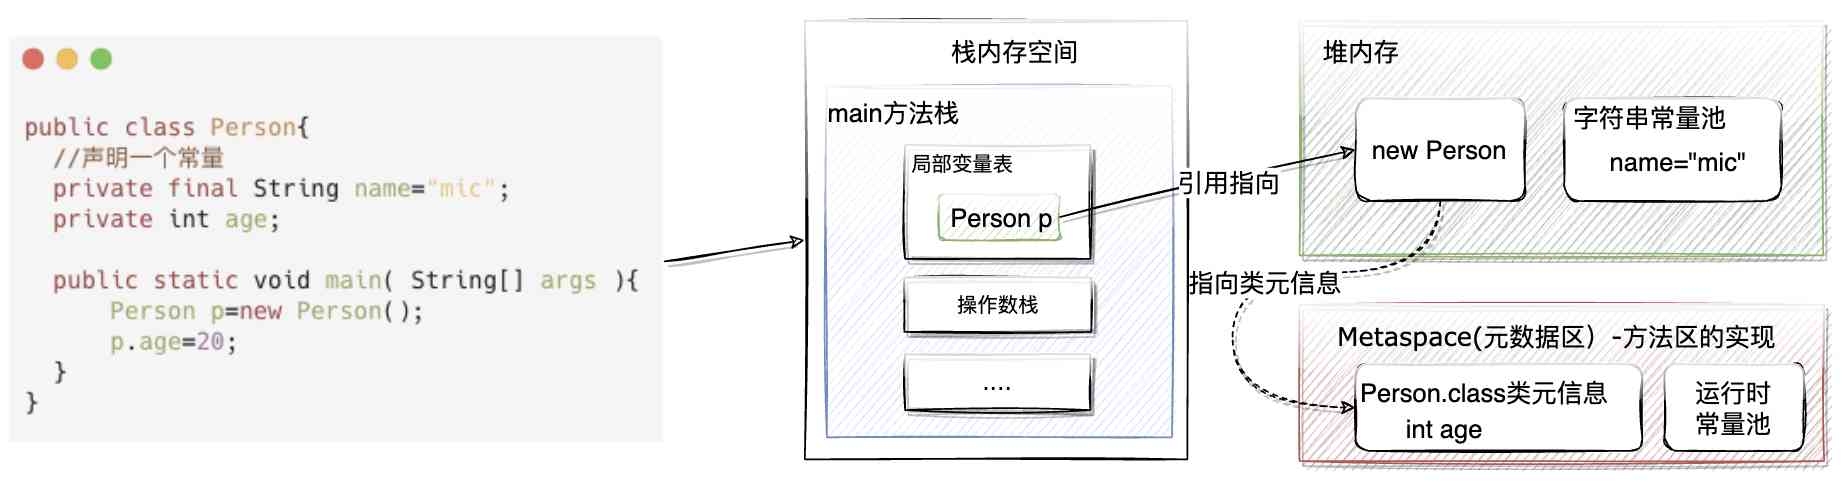 public class Person{
//声明一个常量
private final String name="mic";
private int age;
public static void main( String[] args ){
Person p=new Person();
p.age=20;
}
}
栈内存空间
main方法栈
局部变量表
Person p
操作数栈
....
引用指向
指向类元信息
堆内存
new Person
字符串常量池
name="mic"
Metaspace(元数据区）-方法区的实现
Person.class类元信息
int age
运行时
常量池